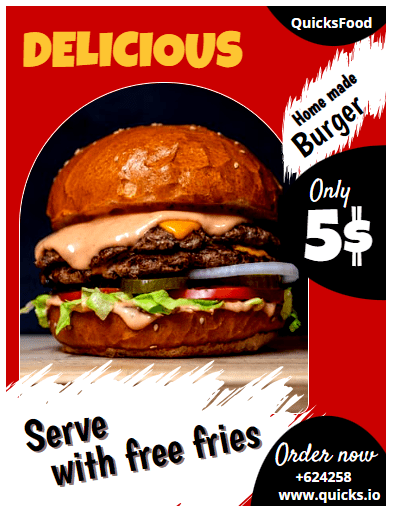 QuicksFood
DELICIOUS
Home made
Burger
Only
5$
Serve
with free fries
Order now
+624258
www.quicks.io